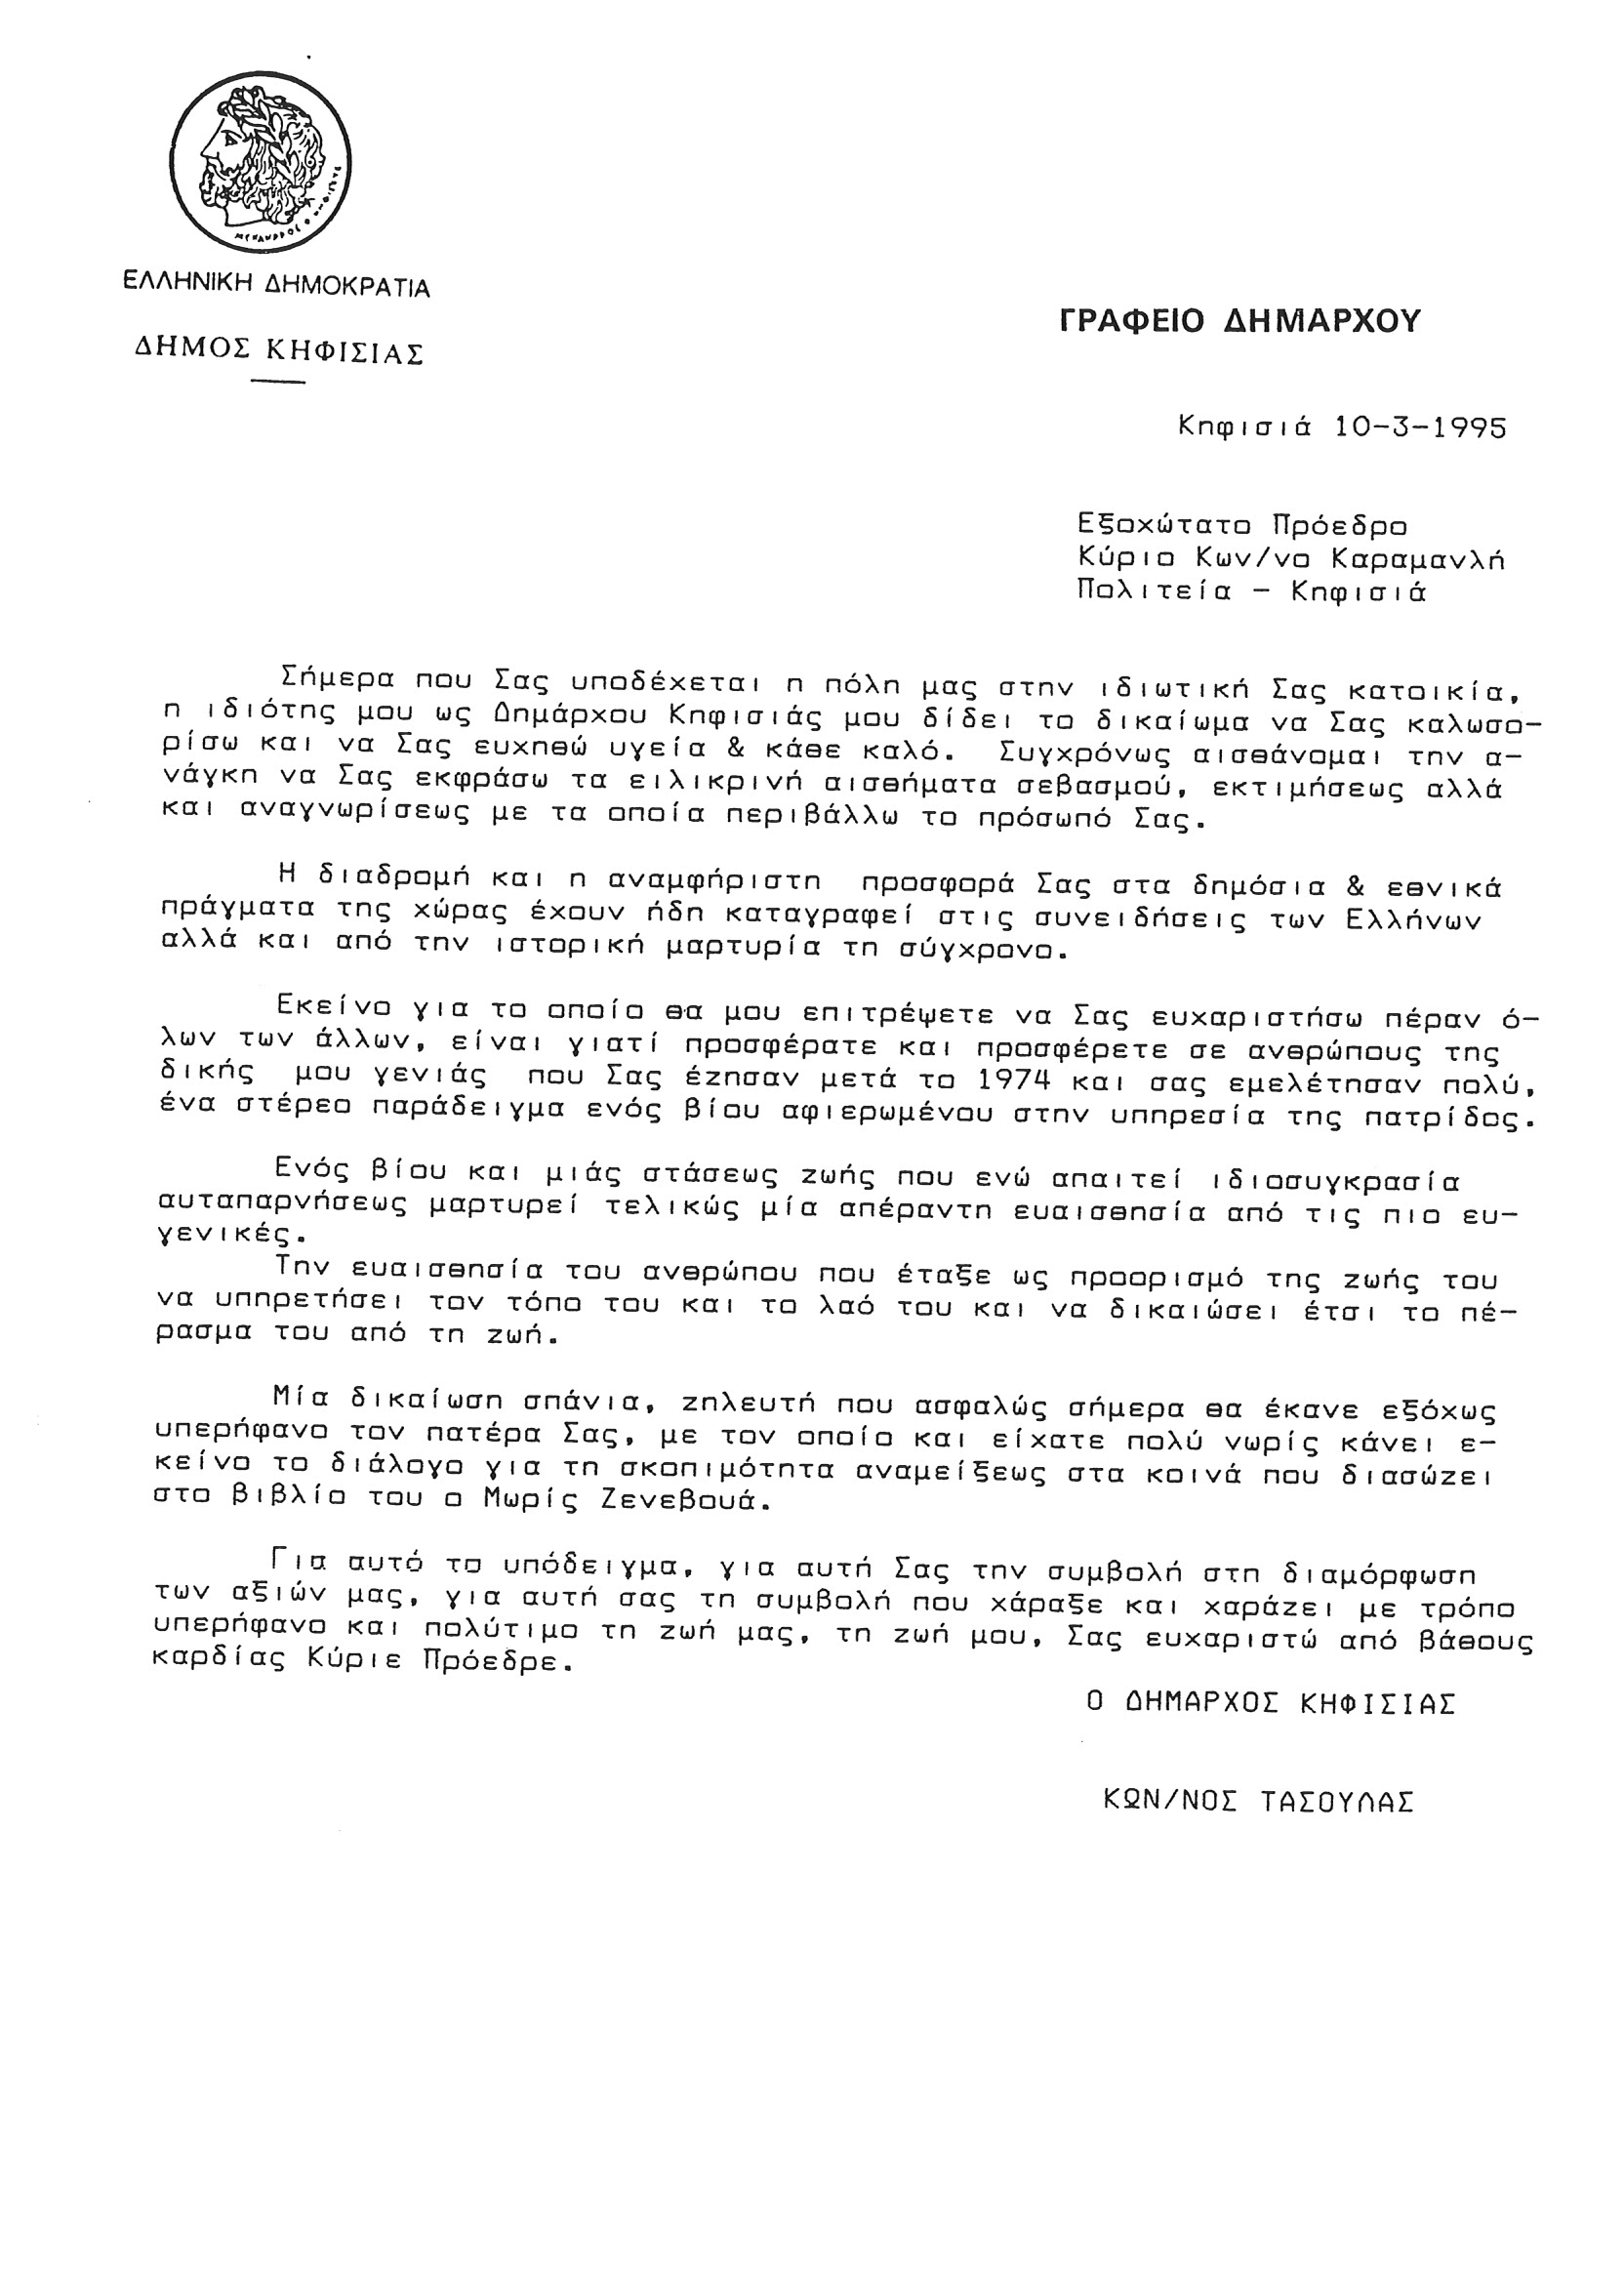 ΜΕΝΑΝΔΡΟΣ Ο ΚΗΦΙΣΙΕΥΣ
ΕΛΛΗΝΙΚΗ ΔΗΜΟΚΡΑΤΙΑ
ΔΗΜΟΣ ΚΗΦΙΣΙΑΣ
ΓΡΑΦΕΙΟ ΔΗΜΑΡΧΟΥ
Κηφισιά 10-3-1995
Εξοχώτατο Πρόεδρο
Κύριο Κων/νο Καραμανλή
Πολιτεία - Κηφισιά
Σήμερα που Σας υποδέχεται η πόλη μας στην ιδιωτική Σας κατοικία,
η ιδιότης μου ως Δημάρχου Κηφισιάς μου δίδει το δικαίωμα να Σας καλωσο-
ρίσω και να Σας ευχηθώ υγεία & κάθε καλό. Συγχρόνως αισθάνομαι την α-
νάγκη να Σας εκφράσω τα ειλικρινή αισθήματα σεβασμού, εκτιμήσεως αλλά
και αναγνωρίσεως με τα οποία περιβάλλω το πρόσωπό Σας.
Η διαδρομή και η αναμφήριστη προσφορά Σας στα δημόσια & εθνικά
πράγματα της χώρας έχουν ήδη καταγραφεί στις συνειδήσεις των Ελλήνων
αλλά και από την ιστορική μαρτυρία τη σύγχρονο.
Εκείνο για το οποίο θα μου επιτρέψετε να Σας ευχαριστήσω πέραν ό-
λων των άλλων, είναι γιατί προσφέρατε και προσφέρετε σε ανθρώπους της
δικής μου γενιάς που Σας έζησαν μετά το 1974 και σας εμελέτησαν πολύ,
ένα στέρεο παράδειγμα ενός βίου αφιερωμένου στην υπηρεσία της πατρίδος.
Ενός βίου και μιάς στάσεως ζωής που ενώ απαιτεί ιδιοσυγκρασία
αυταπαρνήσεως μαρτυρεί τελικώς μία απέραντη ευαισθησία από τις πιο ευ-
γενικές.
Την ευαισθησία του ανθρώπου που έταξε ως προορισμό της ζωής του
να υπηρετήσει τον τόπο του και το λαό του και να δικαιώσει έτσι το πέ-
ρασμα του από τη ζωή.
Μία δικαίωση σπάνια, ζηλευτή που ασφαλώς σήμερα θα έκανε εξόχως
υπερήφανο τον πατέρα Σας, με τον οποίο και είχατε πολύ νωρίς κάνει ε-
κείνο το διάλογο για τη σκοπιμότητα αναμείξεως στα κοινά που διασώζει
στο βιβλίο του ο Μωρίς Ζενεβουά.
Για αυτό το υπόδειγμα, για αυτή Σας την συμβολή στη διαμόρφωση
των αξιών μας, για αυτή σας τη συμβολή που χάραξε και χαράζει με τρόπο
υπερήφανο και πολύτιμο τη ζωή μας, τη ζωή μου, Σας ευχαριστώ από βάθους
καρδίας Κύριε Πρόεδρε.
Ο ΔΗΜΑΡΧΟΣ ΚΗΦΙΣΙΑΣ
ΚΩΝ/ΝΟΣ ΤΑΣΟΥΛΑΣ